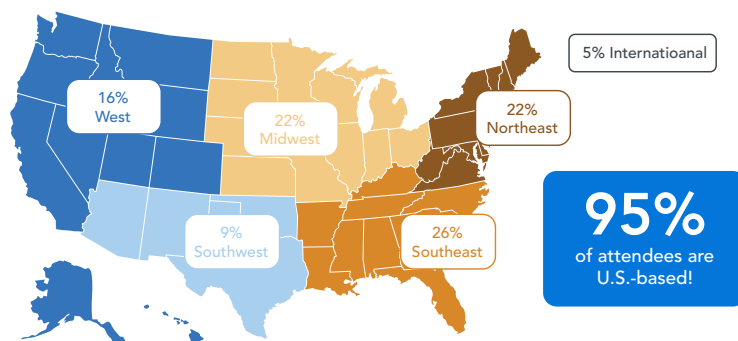 5% Internatioanal
16%
West
22%
Midwest
22%
Northeast
9%
Southwest
26%
Southeast
95%
of attendees are
U.S.-based!